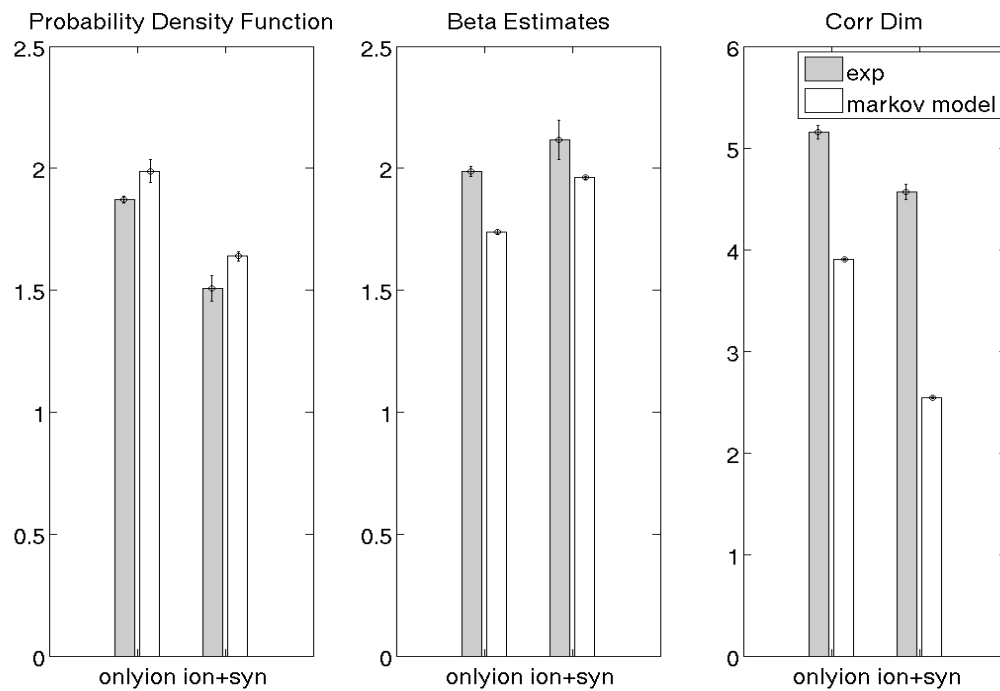 Probability Density Function
2.5
2
1.5
1
0.5
0
onlyion ion+syn
Beta Estimates
2.5
2
1.5
1
0.5
0
onlyion ion+syn
Corr Dim
6
5
4
3
2
1
0
exp
markov model
onlyion ion+syn